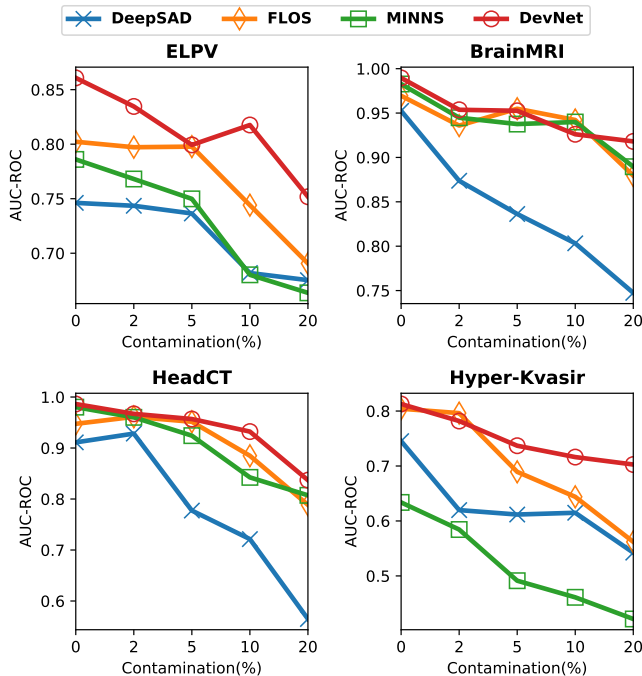 DeepSAD FLOS MINNS DevNet
ELPV
AUC-ROC
0.85
0.80
0.75
0.70
0 2 5 10 20
Contamination(%)
BrainMRI
AUC-ROC
1.00
0.95
0.90
0.85
0.80
0.75
0 2 5 10 20
Contamination(%)
HeadCT
AUC-ROC
1.0
0.9
0.8
0.7
0.6
0 2 5 10 20
Contamination(%)
Hyper-Kvasir
AUC-ROC
0.8
0.7
0.6
0.5
0 2 5 10 20
Contamination(%)